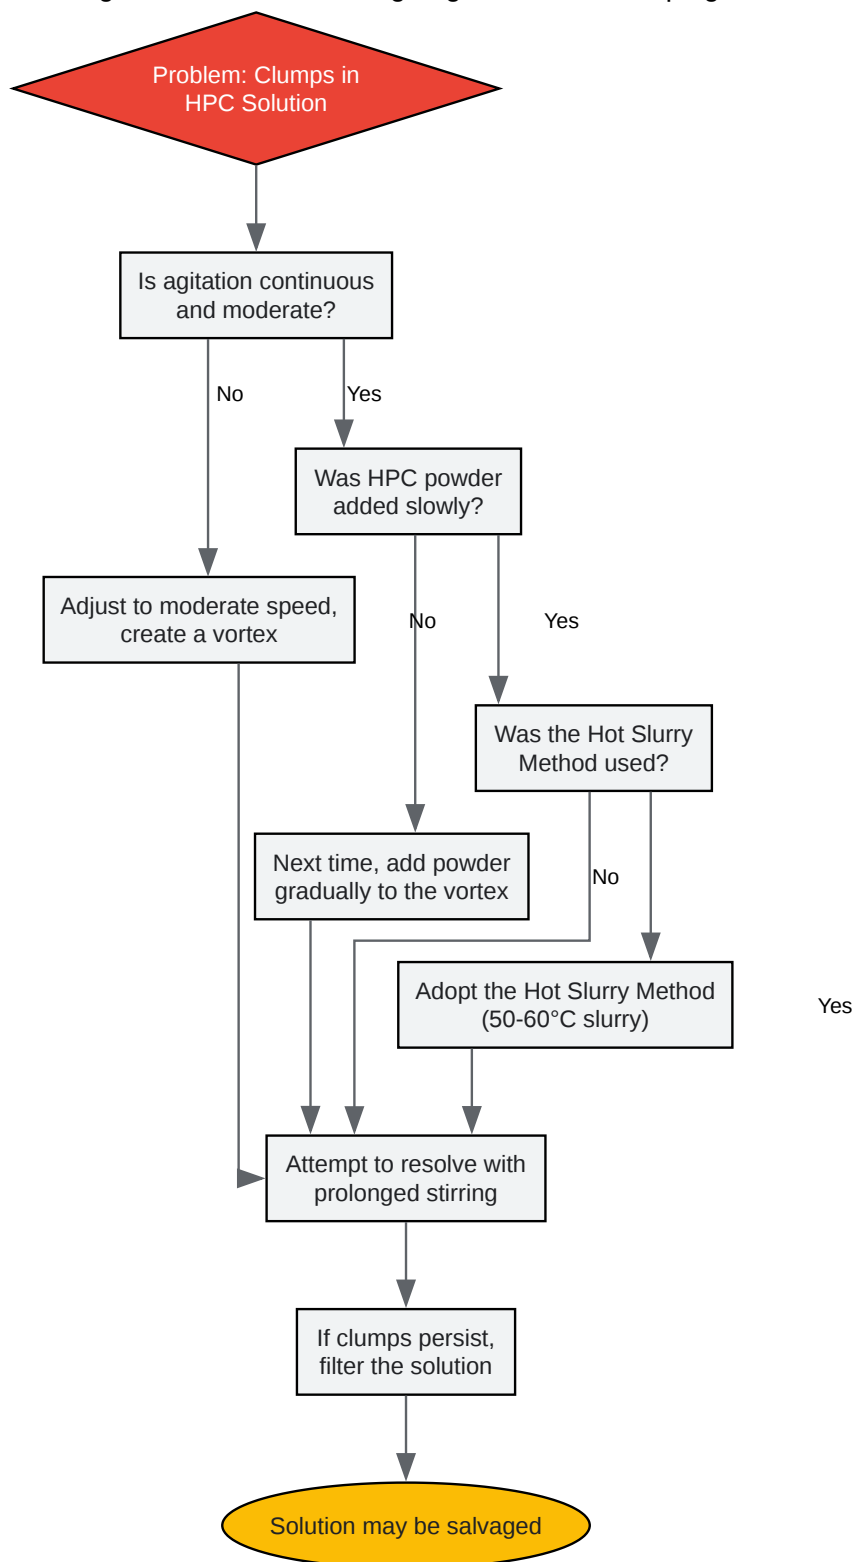 Problem: Clumps in
HPC Solution
Is agitation continuous
and moderate?
No
Yes
Was HPC powder
added slowly?
Adjust to moderate speed,
create a vortex
No
Yes
Was the Hot Slurry
Method used?
Next time, add powder
gradually to the vortex
No
Adopt the Hot Slurry Method
(50-60°C slurry)
Yes
Attempt to resolve with
prolonged stirring
If clumps persist,
filter the solution
Solution may be salvaged